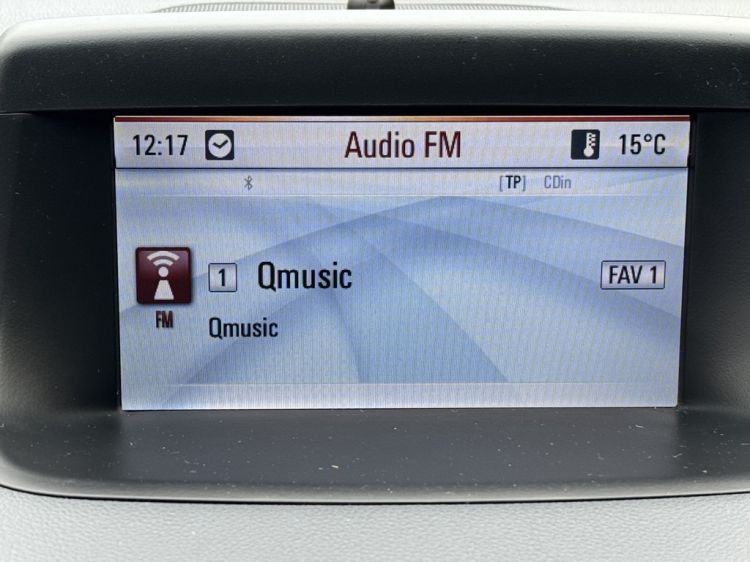 12:17 Audio FM 15°C
[TP] CDin
1 Qmusic FAV 1
FM
Qmusic